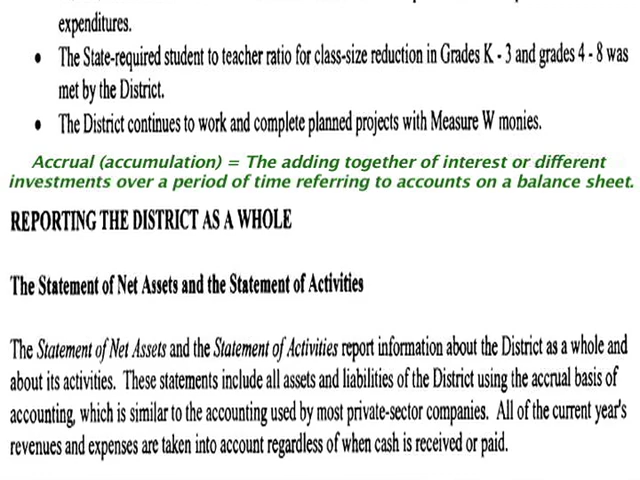 expenditures.
• The State-required student to teacher ratio for class-size reduction in Grades K - 3 and grades 4 - 8 was
met by the District.
• The District continues to work and complete planned projects with Measure W monies.
Accrual (accumulation) = The adding together of interest or different
investments over a period of time referring to accounts on a balance sheet.
REPORTING THE DISTRICT AS A WHOLE
The Statement of Net Assets and the Statement of Activities
The Statement of Net Assets and the Statement of Activities report information about the District as a whole and
about its activities. These statements include all assets and liabilities of the District using the accrual basis of
accounting, which is similar to the accounting used by most private-sector companies. All of the current year's
revenues and expenses are taken into account regardless of when cash is received or paid.